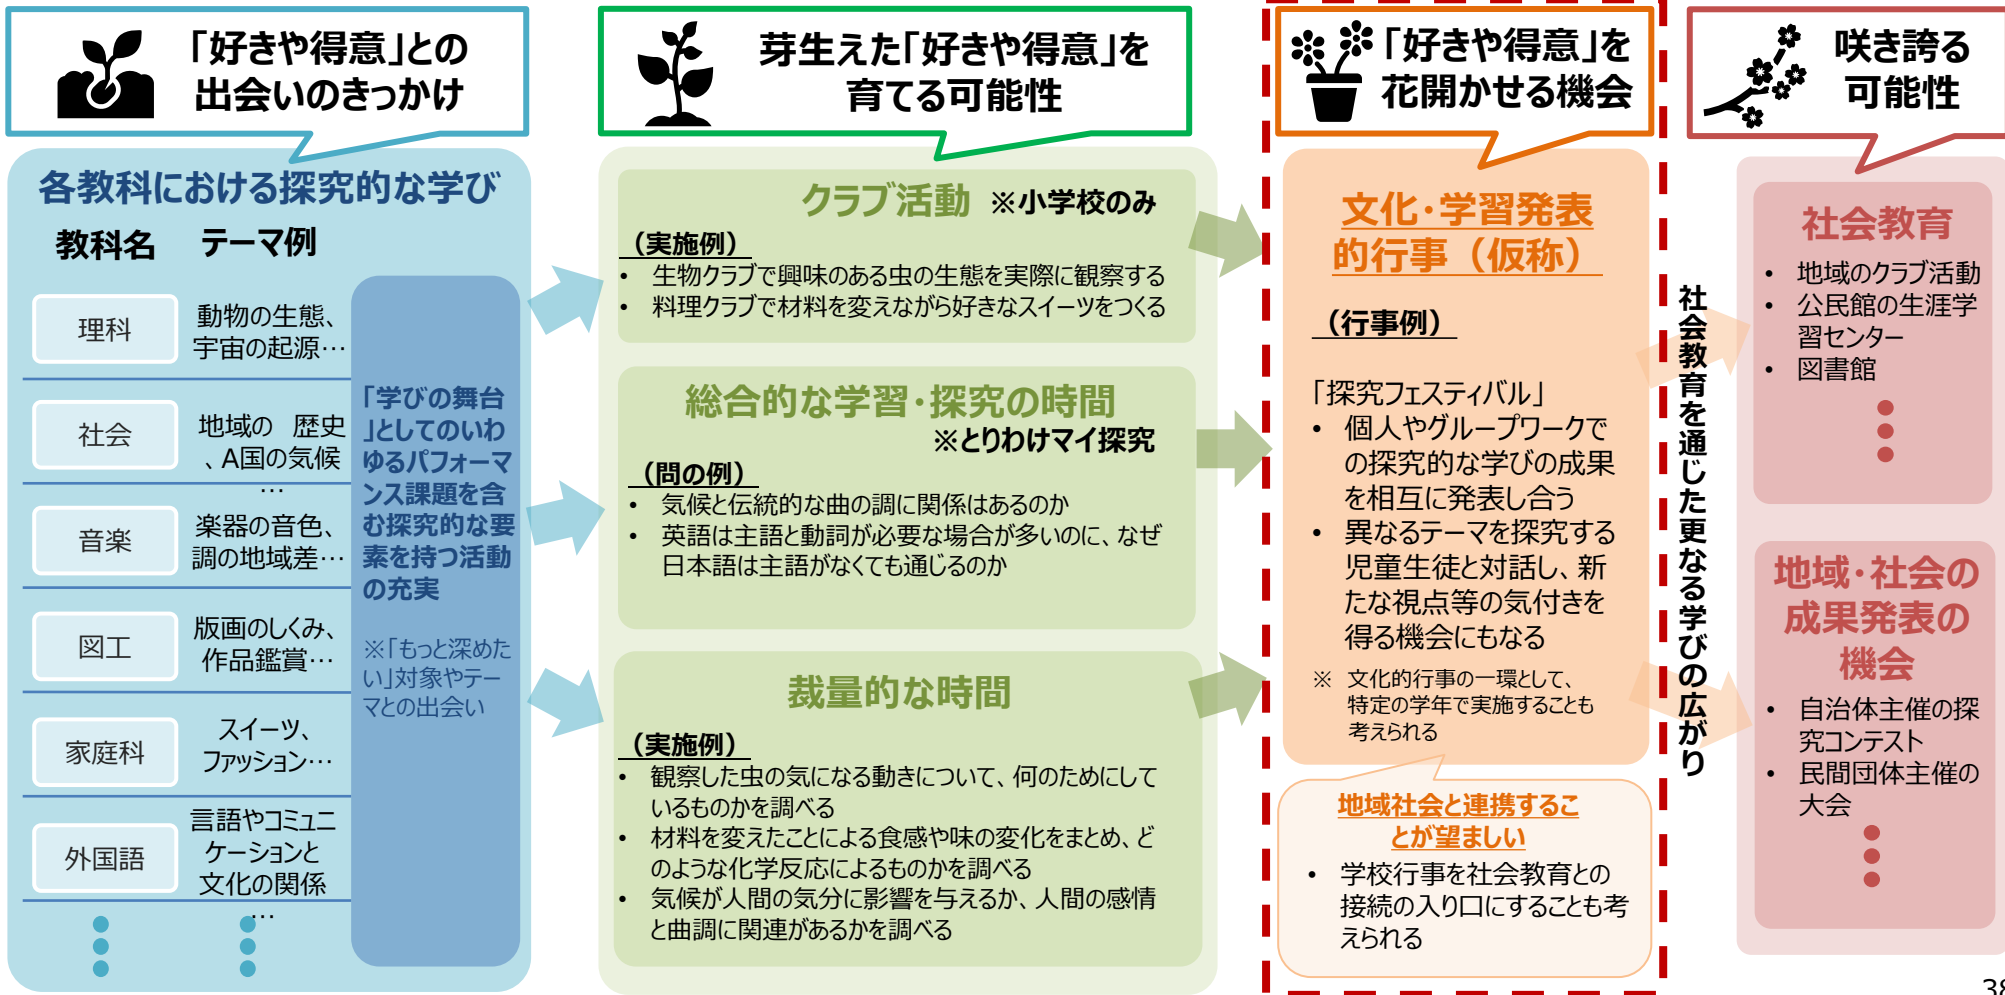 「好きや得意」との
出会いのきっかけ
各教科における探究的な学び
教科名 テーマ例
理科
動物の生態、
宇宙の起源…
社会
地域の 歴史
、A国の気候
…
音楽
楽器の音色、
調の地域差…
図工
版画のしくみ、
作品鑑賞…
家庭科
スイーツ、
ファッション…
外国語
言語やコミュニ
ケーションと
文化の関係
…
「学びの舞台
」としてのいわ
ゆるパフォーマ
ンス課題を含
む探究的な要
素を持つ活動
の充実
※「もっと深めた
い」対象やテー
マとの出会い
芽生えた「好きや得意」を
育てる可能性
クラブ活動 ※小学校のみ
（実施例）
• 生物クラブで興味のある虫の生態を実際に観察する
• 料理クラブで材料を変えながら好きなスイーツをつくる
総合的な学習・探究の時間
※とりわけマイ探究
（問の例）
• 気候と伝統的な曲の調に関係はあるのか
• 英語は主語と動詞が必要な場合が多いのに、なぜ
日本語は主語がなくても通じるのか
裁量的な時間
（実施例）
• 観察した虫の気になる動きについて、何のためにして
いるものかを調べる
• 材料を変えたことによる食感や味の変化をまとめ、ど
のような化学反応によるものかを調べる
• 気候が人間の気分に影響を与えるか、人間の感情
と曲調に関連があるかを調べる
「好きや得意」を
花開かせる機会
文化・学習発表
的行事（仮称）
（行事例）
「探究フェスティバル」
• 個人やグループワークで
の探究的な学びの成果
を相互に発表し合う
• 異なるテーマを探究する
児童生徒と対話し、新
たな視点等の気付きを
得る機会にもなる
※ 文化的行事の一環として、
特定の学年で実施することも
考えられる
地域社会と連携するこ
とが望ましい
• 学校行事を社会教育との
接続の入り口にすることも考
えられる
社会教育を通じた更なる学びの広がり
咲き誇る
可能性
社会教育
• 地域のクラブ活動
• 公民館の生涯学
習センター
• 図書館
地域・社会の
成果発表の
機会
• 自治体主催の探
究コンテスト
• 民間団体主催の
大会
38